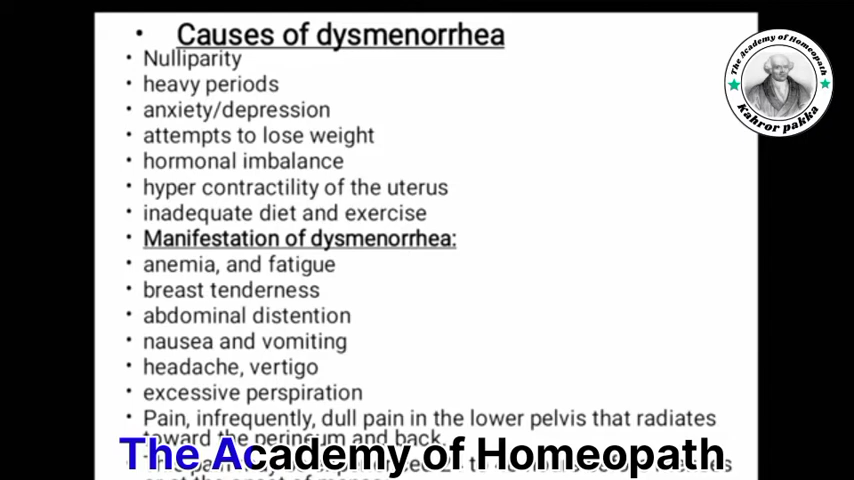 • Causes of dysmenorrhea
• Nulliparity
• heavy periods
• anxiety/depression
• attempts to lose weight
• hormonal imbalance
• hyper contractility of the uterus
• inadequate diet and exercise
• Manifestation of dysmenorrhea:
• anemia, and fatigue
• breast tenderness
• abdominal distention
• nausea and vomiting
• headache, vertigo
• excessive perspiration
• Pain, infrequently, dull pain in the lower pelvis that radiates
toward the perineum and back.
The Academy of Homeopath
The Academy of Homeopath
Kahror pakka